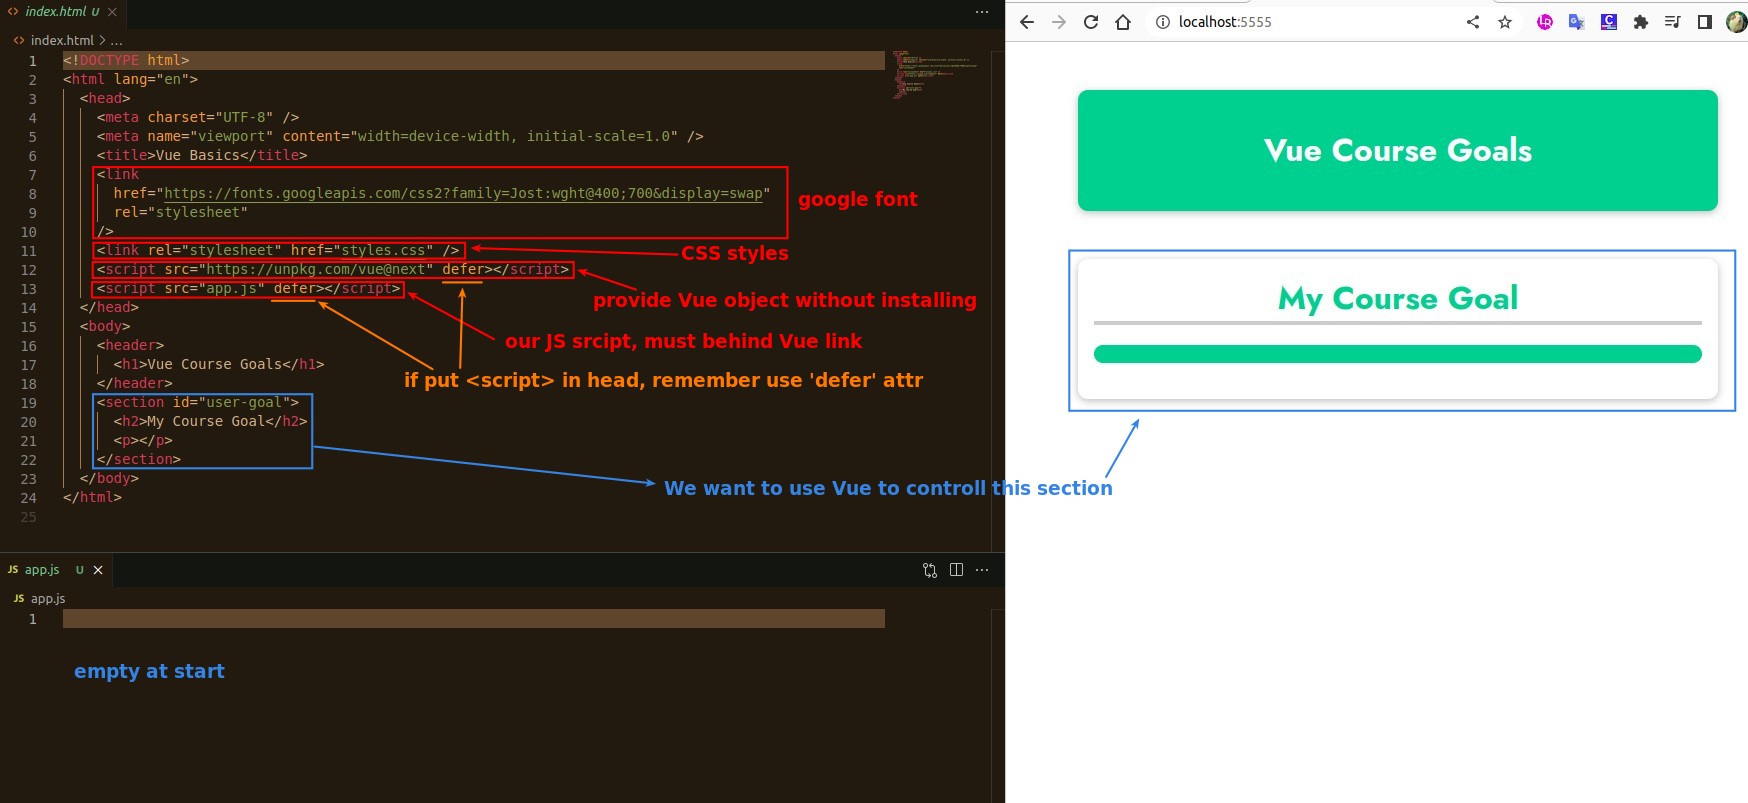 index.html U
index.html > ...
1 <!DOCTYPE html>
2 <html lang="en">
3 <head>
4 <meta charset="UTF-8" />
5 <meta name="viewport" content="width=device-width, initial-scale=1.0" />
6 <title>Vue Basics</title>
7 <link
8 href="https://fonts.googleapis.com/css2?family=Jost:wght@400;700&display=swap"
google font
9 rel="stylesheet"
10 />
11 <link rel="stylesheet" href="styles.css" />
CSS styles
12 <script src="https://unpkg.com/vue@next" defer></script>
provide Vue object without installing
13 <script src="app.js" defer></script>
14 </head>
15 <body>
16 <header>
our JS srcipt, must behind Vue link
17 <h1>Vue Course Goals</h1>
18 </header>
if put <script> in head, remember use 'defer' attr
19 <section id="user-goal">
20 <h2>My Course Goal</h2>
21 <p></p>
22 </section>
23 </body>
24 </html>
25
We want to use Vue to controll this section
JS app.js U
JS app.js
1
empty at start
localhost:5555
Vue Course Goals
My Course Goal